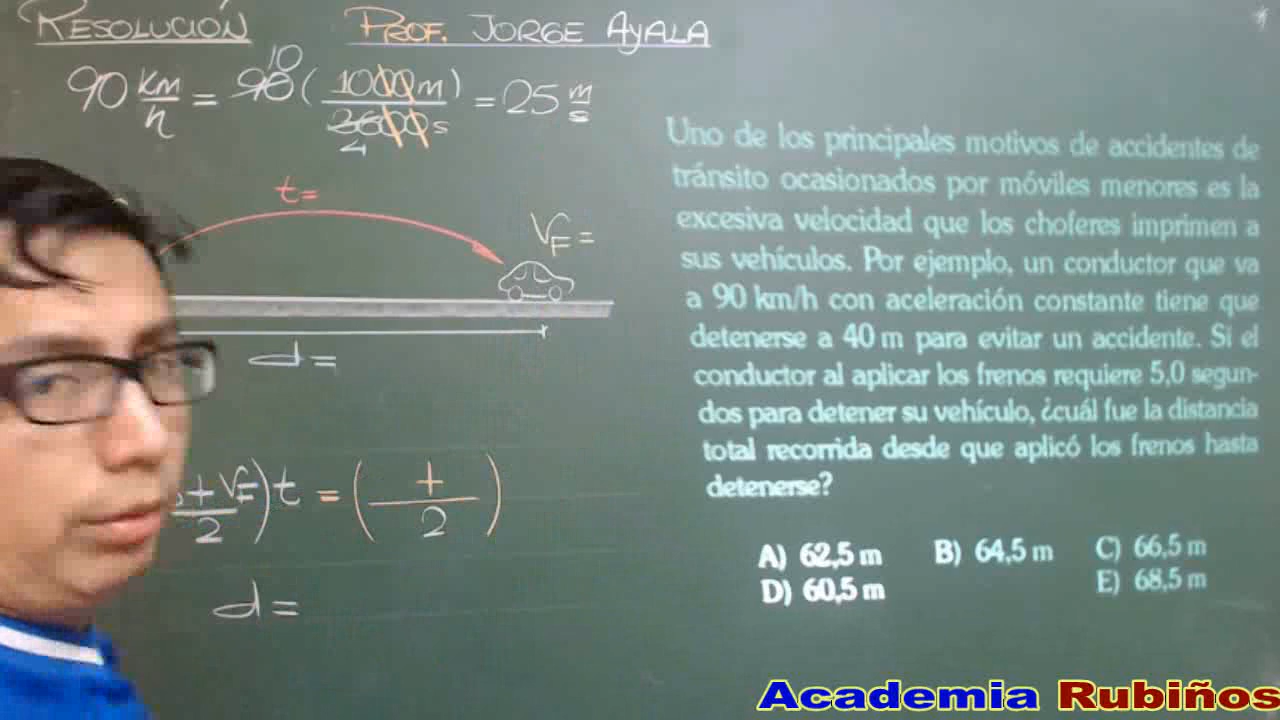 RESOLUCIÓN
PROF. JORGE AYALA
90 km/h = 90 10 (1000m / 3600s 4) = 25 m/s
t =
VF =
d =
+ VF / 2) t = ( + / 2 )
d =
Uno de los principales motivos de accidentes de
tránsito ocasionados por móviles menores es la
excesiva velocidad que los choferes imprimen a
sus vehículos. Por ejemplo, un conductor que va
a 90 km/h con aceleración constante tiene que
detenerse a 40 m para evitar un accidente. Si el
conductor al aplicar los frenos requiere 5,0 segun-
dos para detener su vehículo, ¿cuál fue la distancia
total recorrida desde que aplicó los frenos hasta
detenerse?
A) 62,5 m B) 64,5 m C) 66,5 m
D) 60,5 m E) 68,5 m
Academia Rubiños